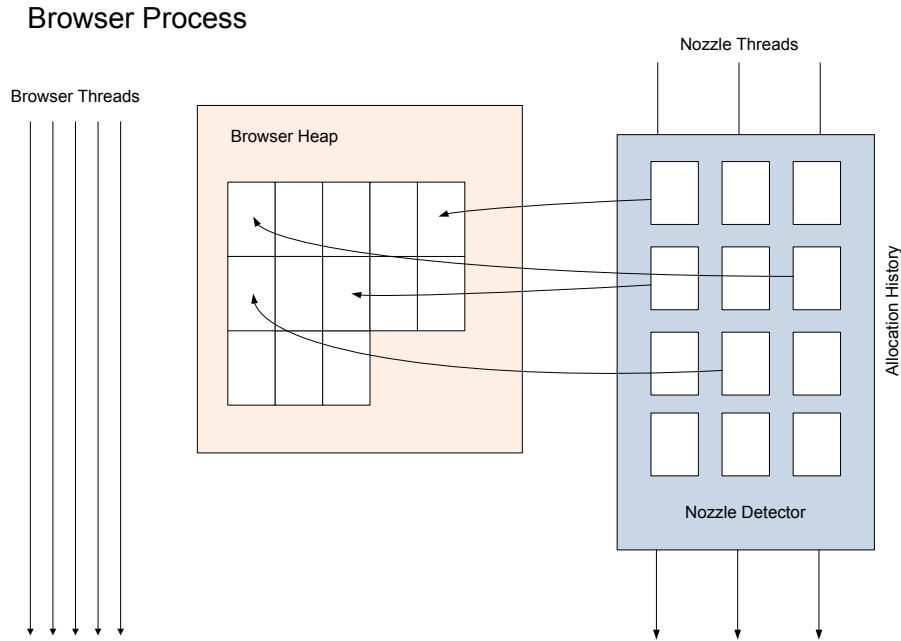 Browser Process
Nozzle Threads
Browser Threads
Browser Heap
Allocation History
Nozzle Detector